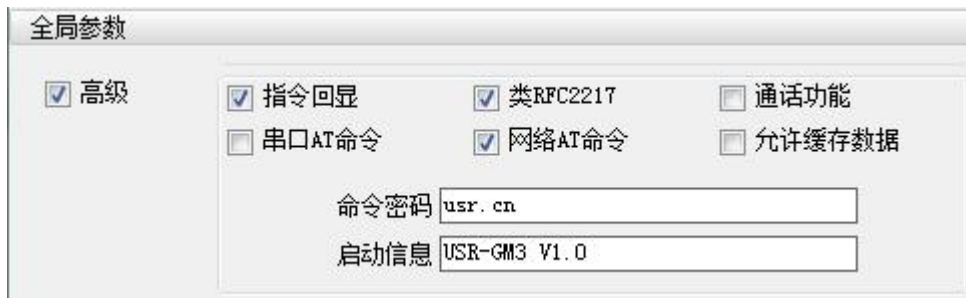 全局参数
高级
指令回显 类RFC2217 通话功能
串口AT命令 网络AT命令 允许缓存数据
命令密码 usr.cn
启动信息 USR-GM3 V1.0